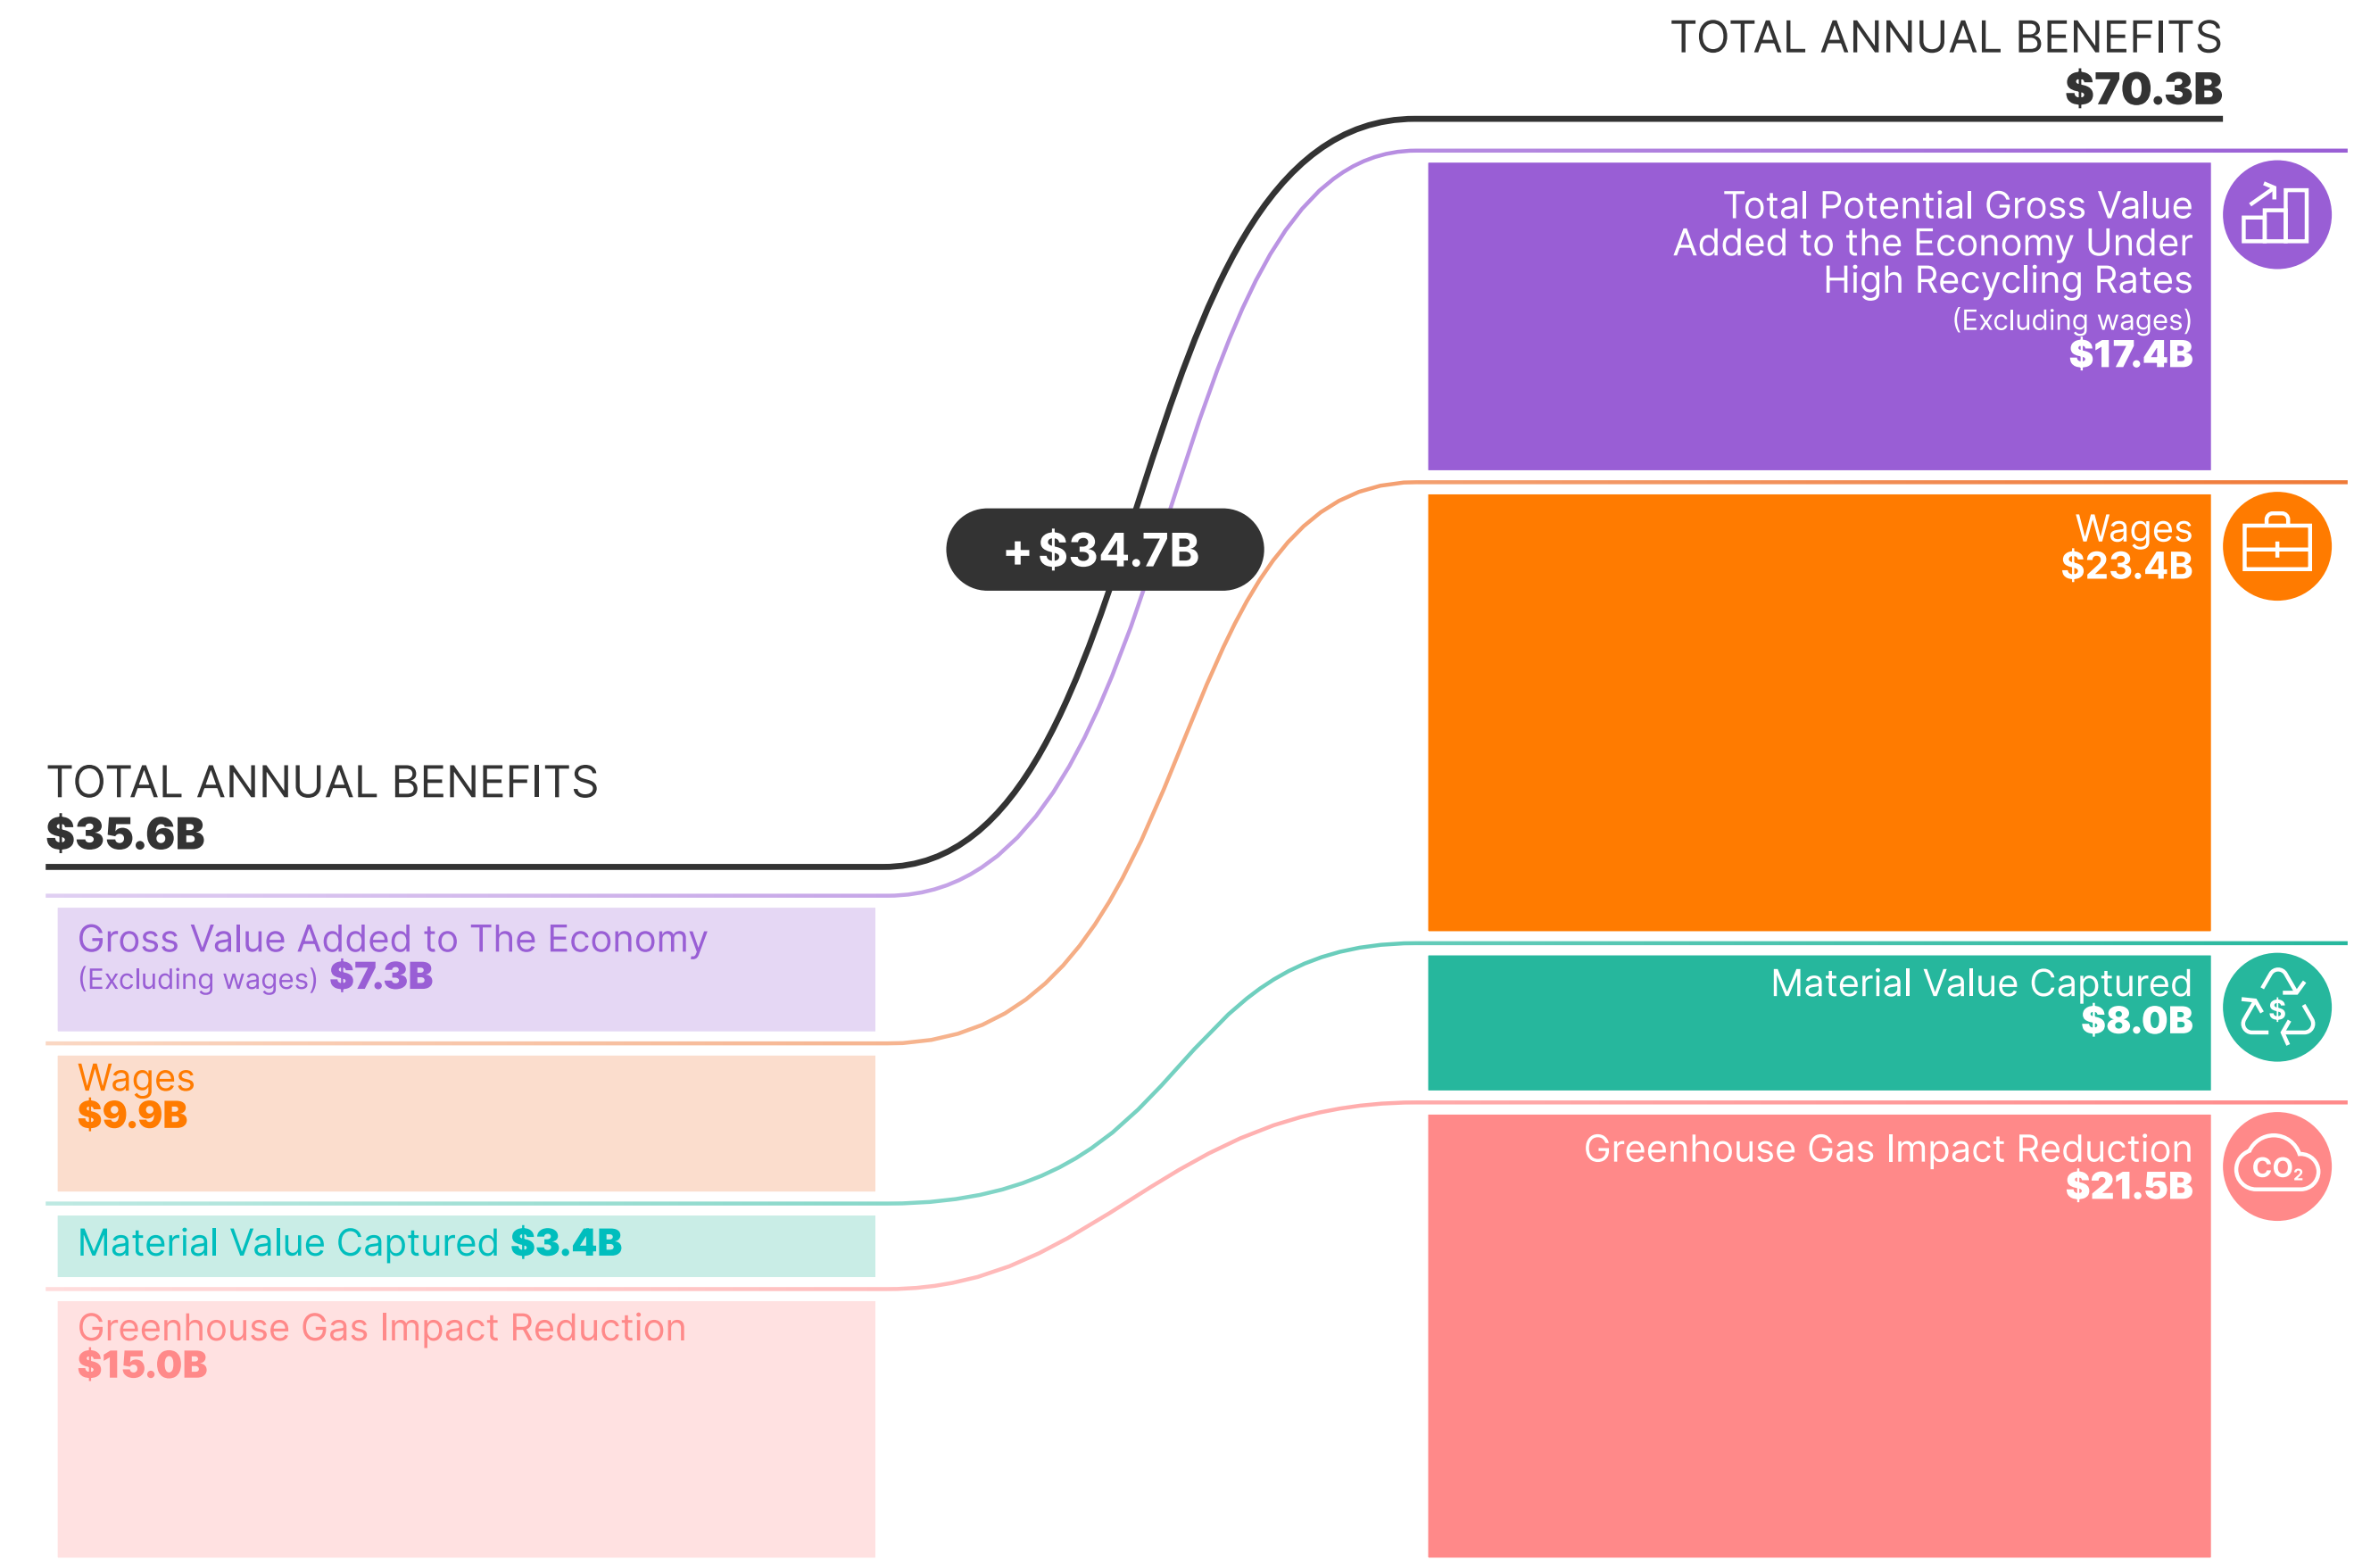 TOTAL ANNUAL BENEFITS
$70.3B
Total Potential Gross Value
Added to the Economy Under
High Recycling Rates
(Excluding wages)
$17.4B
Wages
$23.4B
+$34.7B
TOTAL ANNUAL BENEFITS
$35.6B
Gross Value Added to The Economy
(Excluding wages) $7.3B
Wages
$9.9B
Material Value Captured $3.4B
Greenhouse Gas Impact Reduction
$15.0B
Material Value Captured
$8.0B
$
Greenhouse Gas Impact Reduction
$21.5B
CO₂